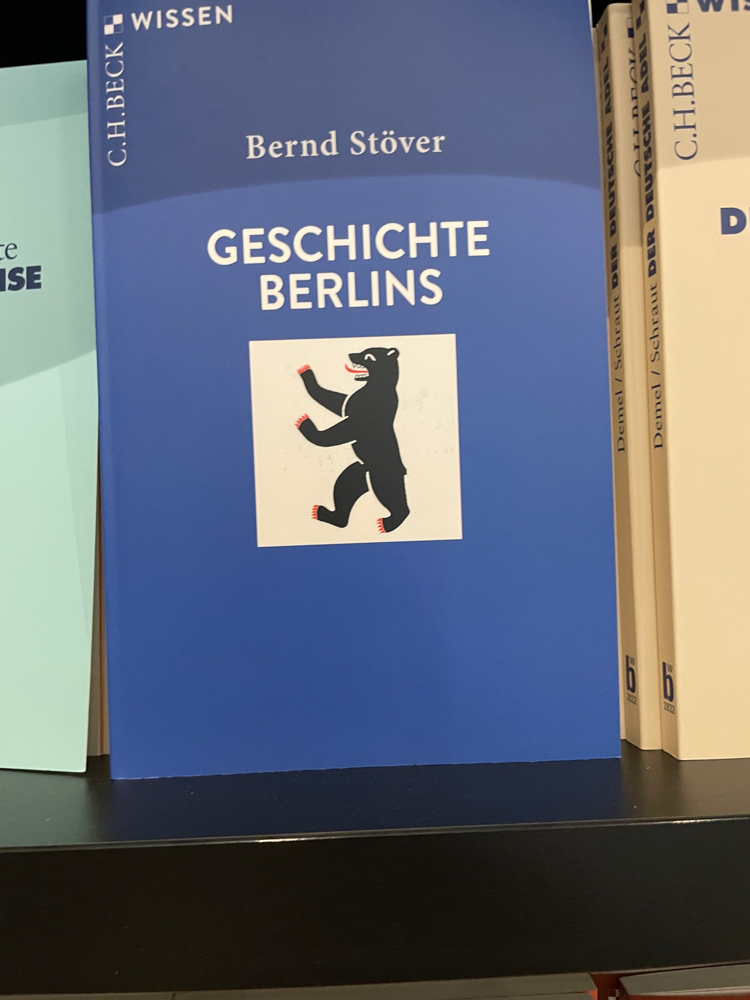 WISSEN
C.H.BECK
Bernd Stöver
GESCHICHTE
BERLINS
Demel / Schraut DER DEUTSCHE ADEL
Demel / Schraut DER DEUTSCHE ADEL
C.H.BECK